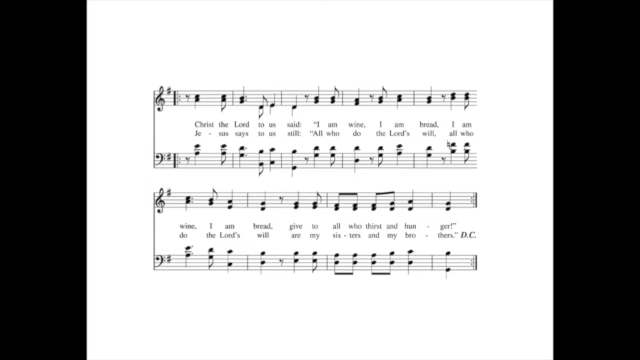 Christ the Lord to us said: “I am wine, I am bread, I am
Je - sus says to us still: “All who do the Lord’s will, all who
wine, I am bread, give to all who thirst and hun - ger!”
do the Lord’s will are my sis - ters and my bro - thers.” D.C.